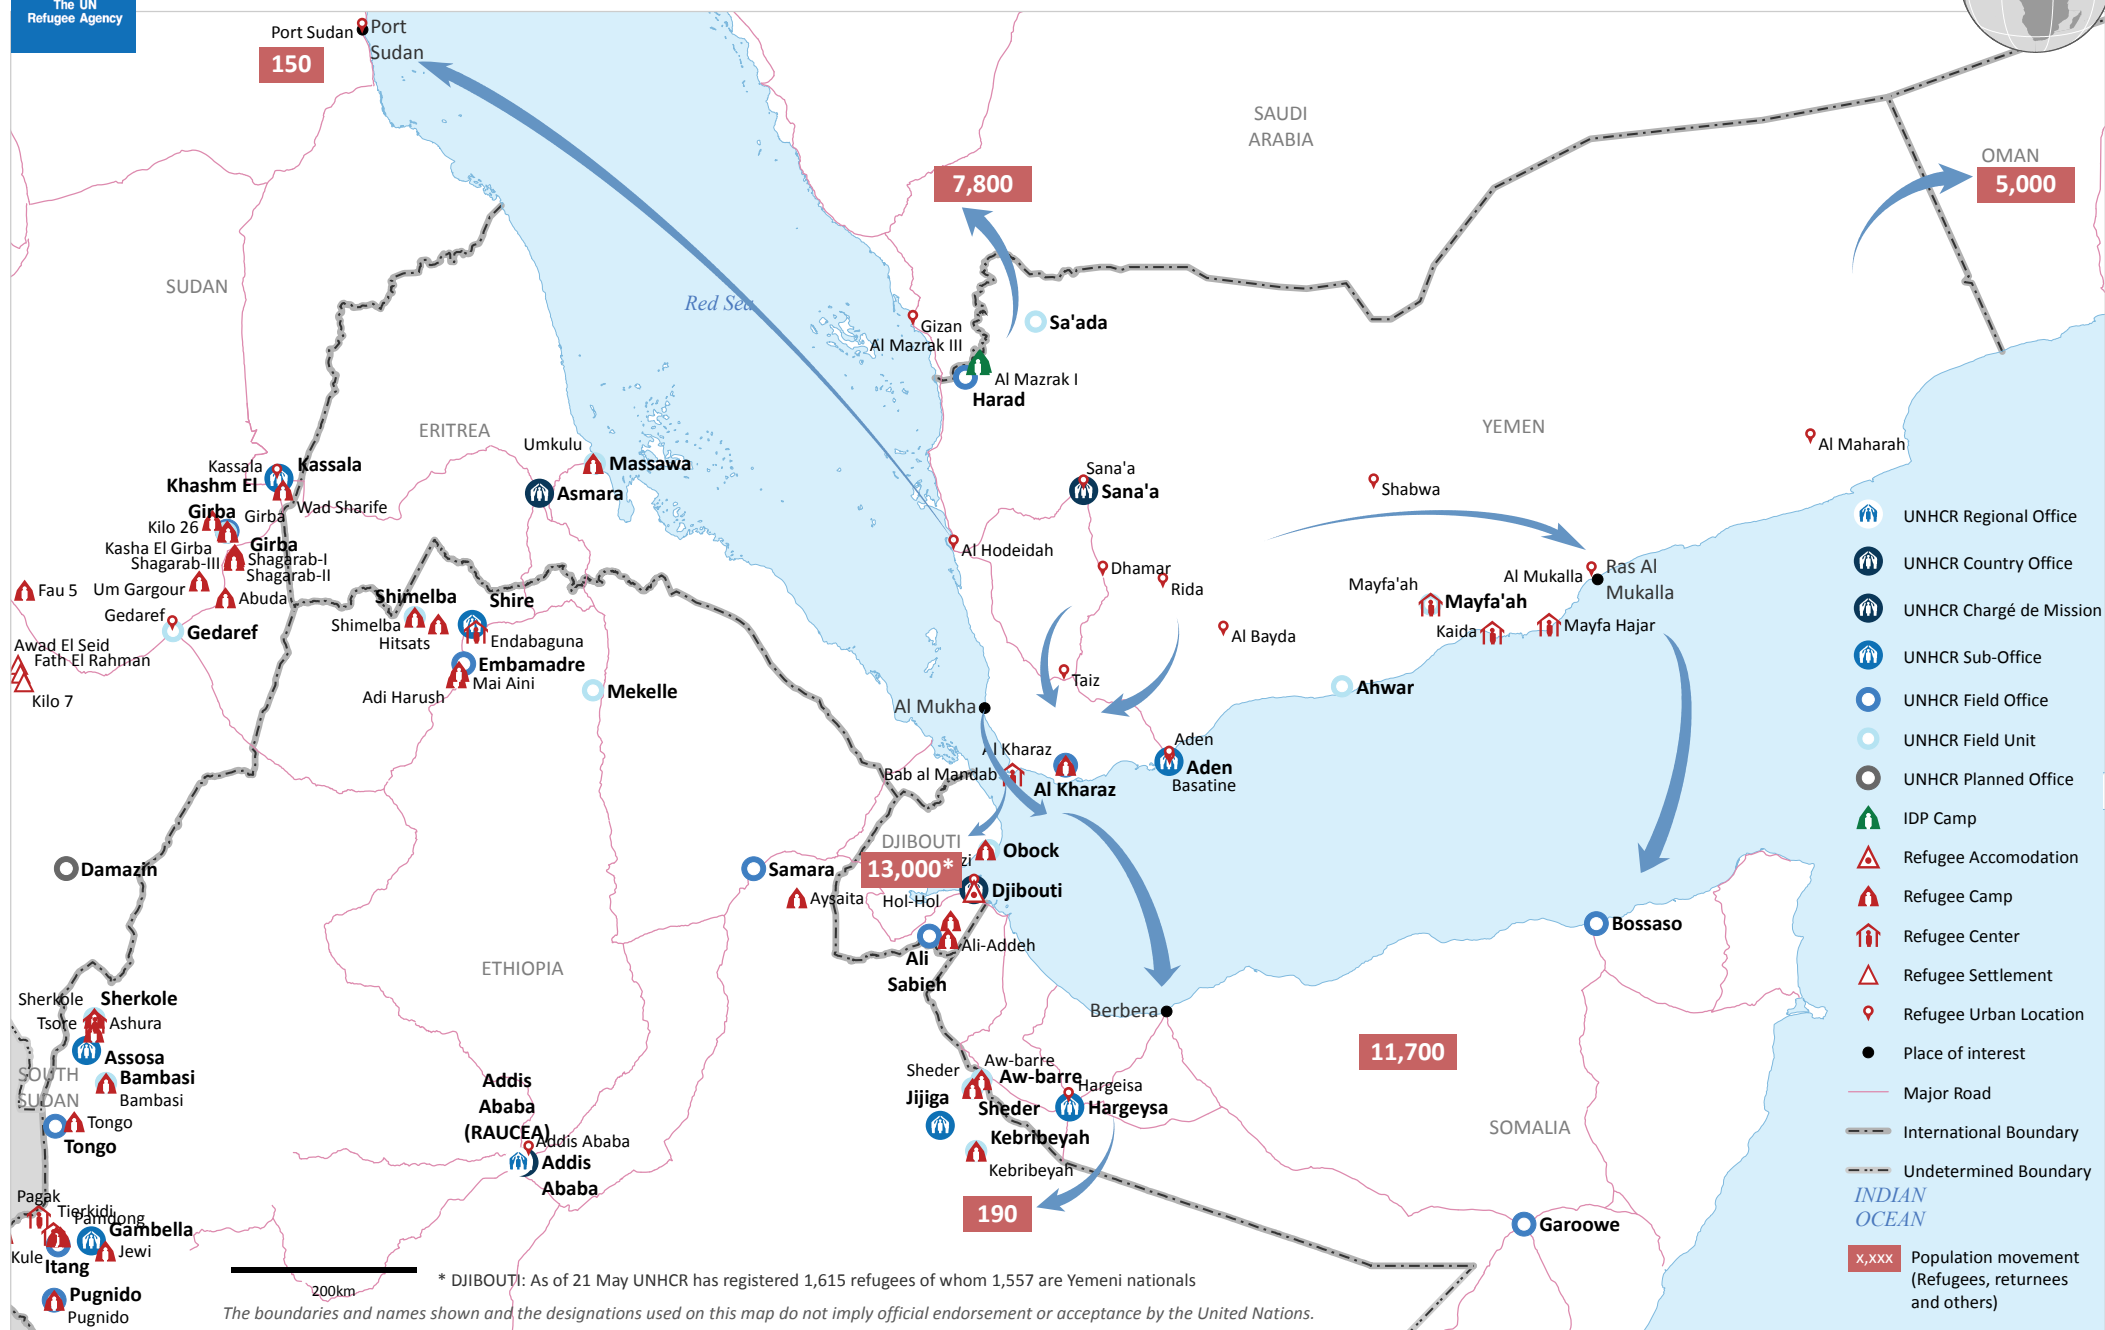 The UN
Refugee Agency
Port Sudan
Port
Sudan
150
SAUDI
ARABIA
OMAN
5,000
7,800
SUDAN
Red Sea
Gizan
Al Mazrak III
Sa'ada
Al Mazrak I
Harad
ERITREA
YEMEN
Umkulu
Massawa
Asmara
Kassala
Kassala
Khashm El
Girba
Wad Sharife
Girba
Kilo 26
Girba
Kasha El Girba
Shagarab-I
Shagarab-III
Shagarab-II
Fau 5
Um Gargour
Abuda
Gedaref
Gedaref
Awad El Seid
Fath El Rahman
Kilo 7
Shimelba
Shire
Shimelba
Hitsats
Endabaguna
Embamadre
Mai Aini
Adi Harush
Mekelle
Sana'a
Sana'a
Al Hodeidah
Dhamar
Rida
Shabwa
Al Maharah
Al Bayda
Taiz
Mayfa'ah
Mayfa'ah
Al Mukalla
Ras Al
Mukalla
Kaida
Mayfa Hajar
Ahwar
Al Mukha
Al Kharaz
Bab al Mandab
Al Kharaz
Aden
Aden
Basatine
DJIBOUTI
13,000*
zi
Obock
Djibouti
Hol-Hol
Ali-Addeh
Ali
Sabieh
Samara
Aysaita
Damazin
ETHIOPIA
Sherkole
Sherkole
Tsore
Ashura
Assosa
SOUTH
SUDAN
Bambasi
Bambasi
Tongo
Tongo
Addis
Ababa
(RAUCEA)
Addis Ababa
Addis
Ababa
Pagak
Tierkidi
Pamdong
Gambella
Kule
Jewi
Itang
Pugnido
Pugnido
Berbera
Bossaso
11,700
SOMALIA
Aw-barre
Sheder
Aw-barre
Sheder
Hargeisa
Hargeysa
Jijiga
Kebribeyah
Kebribeyah
190
Garoowe
UNHCR Regional Office
UNHCR Country Office
UNHCR Chargé de Mission
UNHCR Sub-Office
UNHCR Field Office
UNHCR Field Unit
UNHCR Planned Office
IDP Camp
Refugee Accomodation
Refugee Camp
Refugee Center
Refugee Settlement
Refugee Urban Location
Place of interest
Major Road
International Boundary
Undetermined Boundary
INDIAN
OCEAN
x,xxx
Population movement
(Refugees, returnees
and others)
200km
* DJIBOUTI: As of 21 May UNHCR has registered 1,615 refugees of whom 1,557 are Yemeni nationals
The boundaries and names shown and the designations used on this map do not imply official endorsement or acceptance by the United Nations.